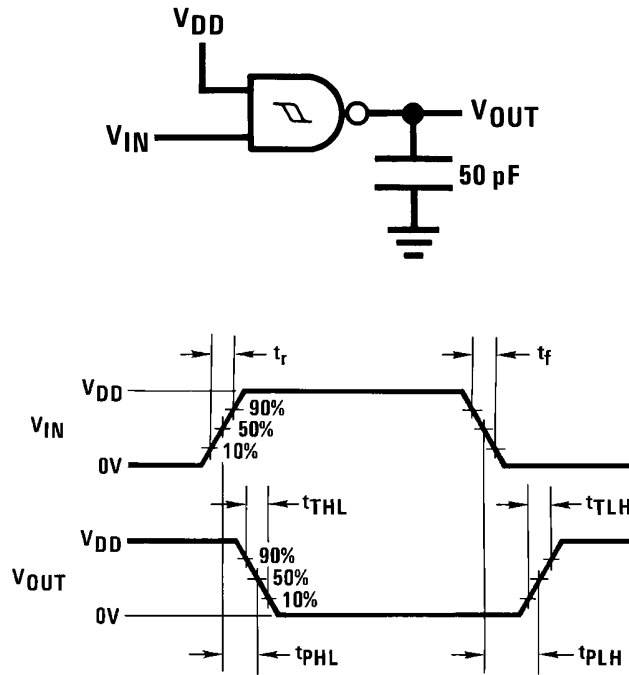 VDD
VIN
VOUT
50 pF
tr
tf
VDD
90%
VIN
50%
10%
0V
tTHL
tTLH
VDD
90%
VOUT
50%
10%
0V
tPHL
tPLH